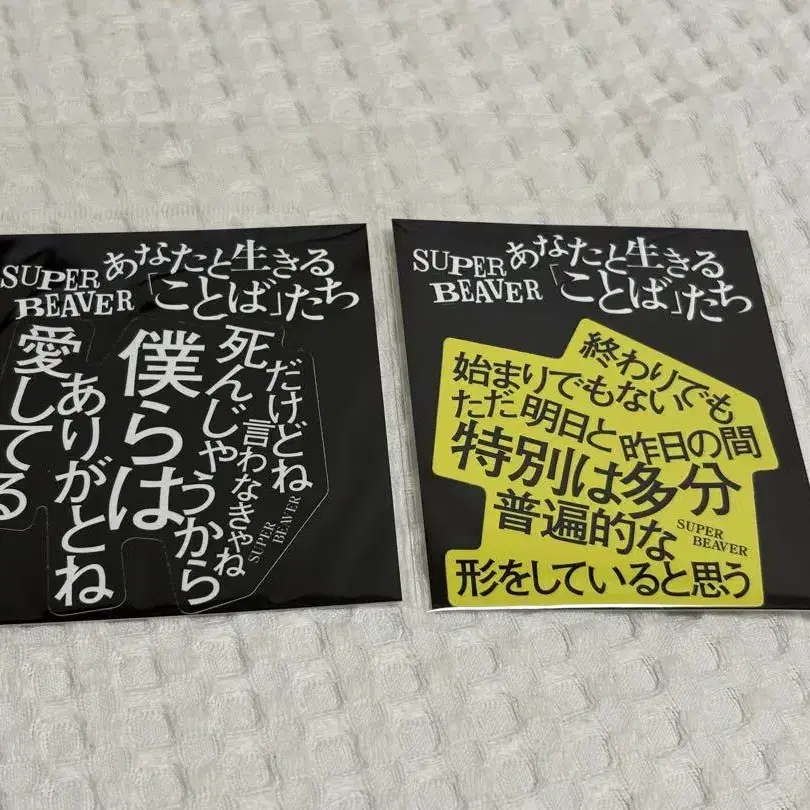 SUPER BEAVER
あなたと生きる
「ことば」たち
だけどね
言わなきゃね
死んじゃうから
僕らは
ありがとね
愛してる
SUPER
BEAVER
SUPER BEAVER
あなたと生きる
「ことば」たち
終わりでも
始まりでもない
ただ明日と昨日の間
特別は多分
普遍的な
形をしていると思う
SUPER
BEAVER